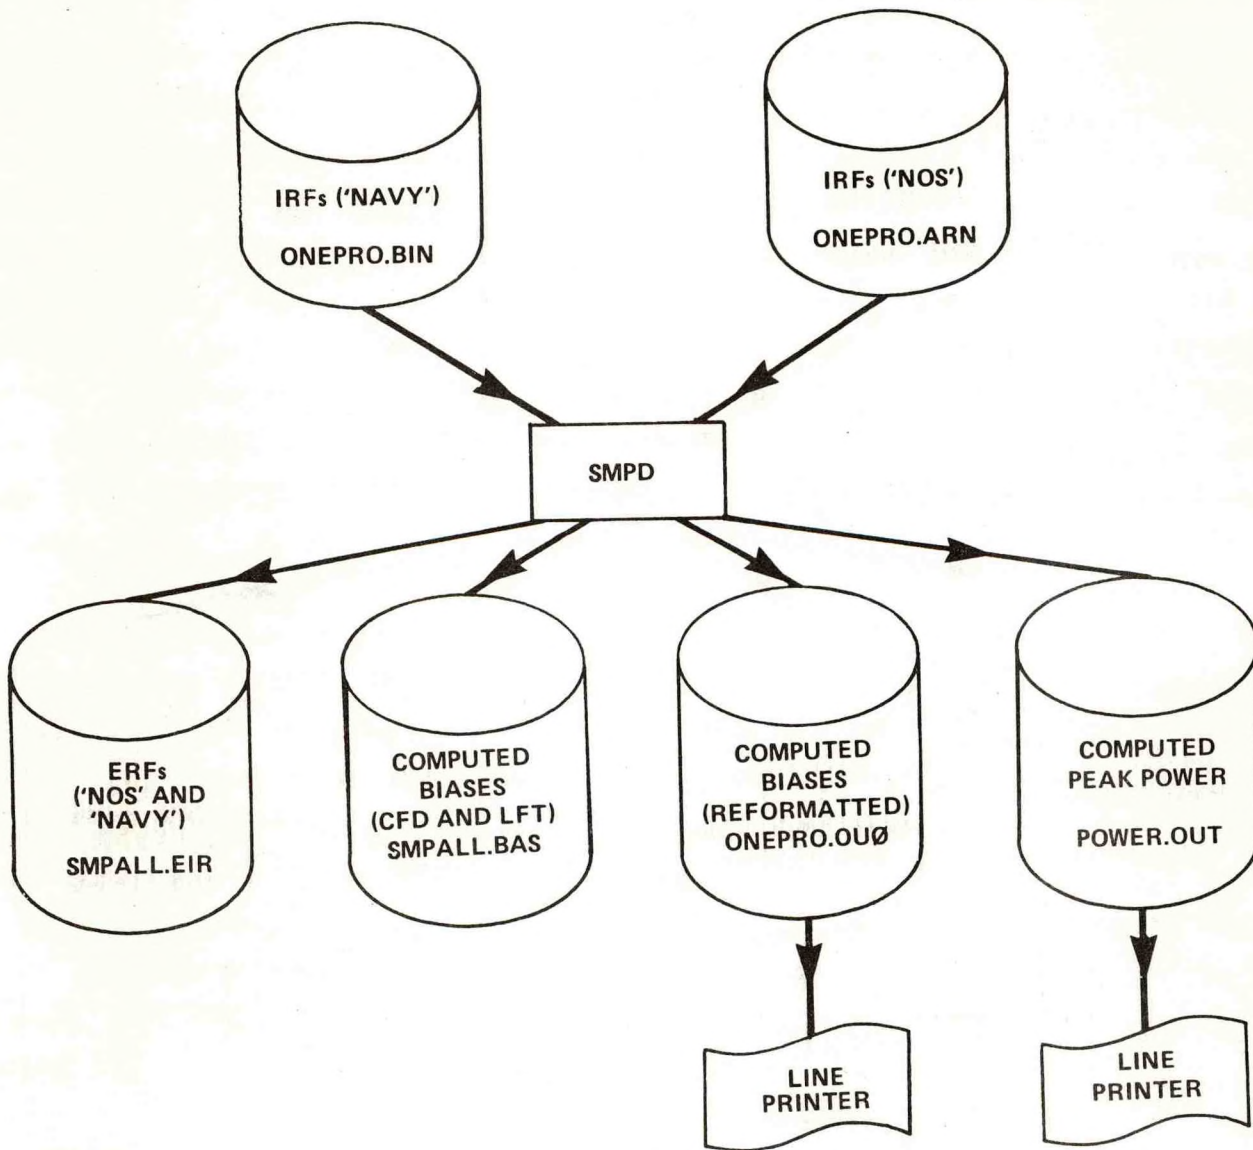 IRFs ('NAVY')
ONEPRO.BIN
IRFs ('NOS')
ONEPRO.ARN
SMPD
ERFs
('NOS' AND
'NAVY')
SMPALL.EIR
COMPUTED
BIASES
(CFD AND LFT)
SMPALL.BAS
COMPUTED
BIASES
(REFORMATTED)
ONEPRO.OUØ
COMPUTED
PEAK POWER
POWER.OUT
LINE
PRINTER
LINE
PRINTER